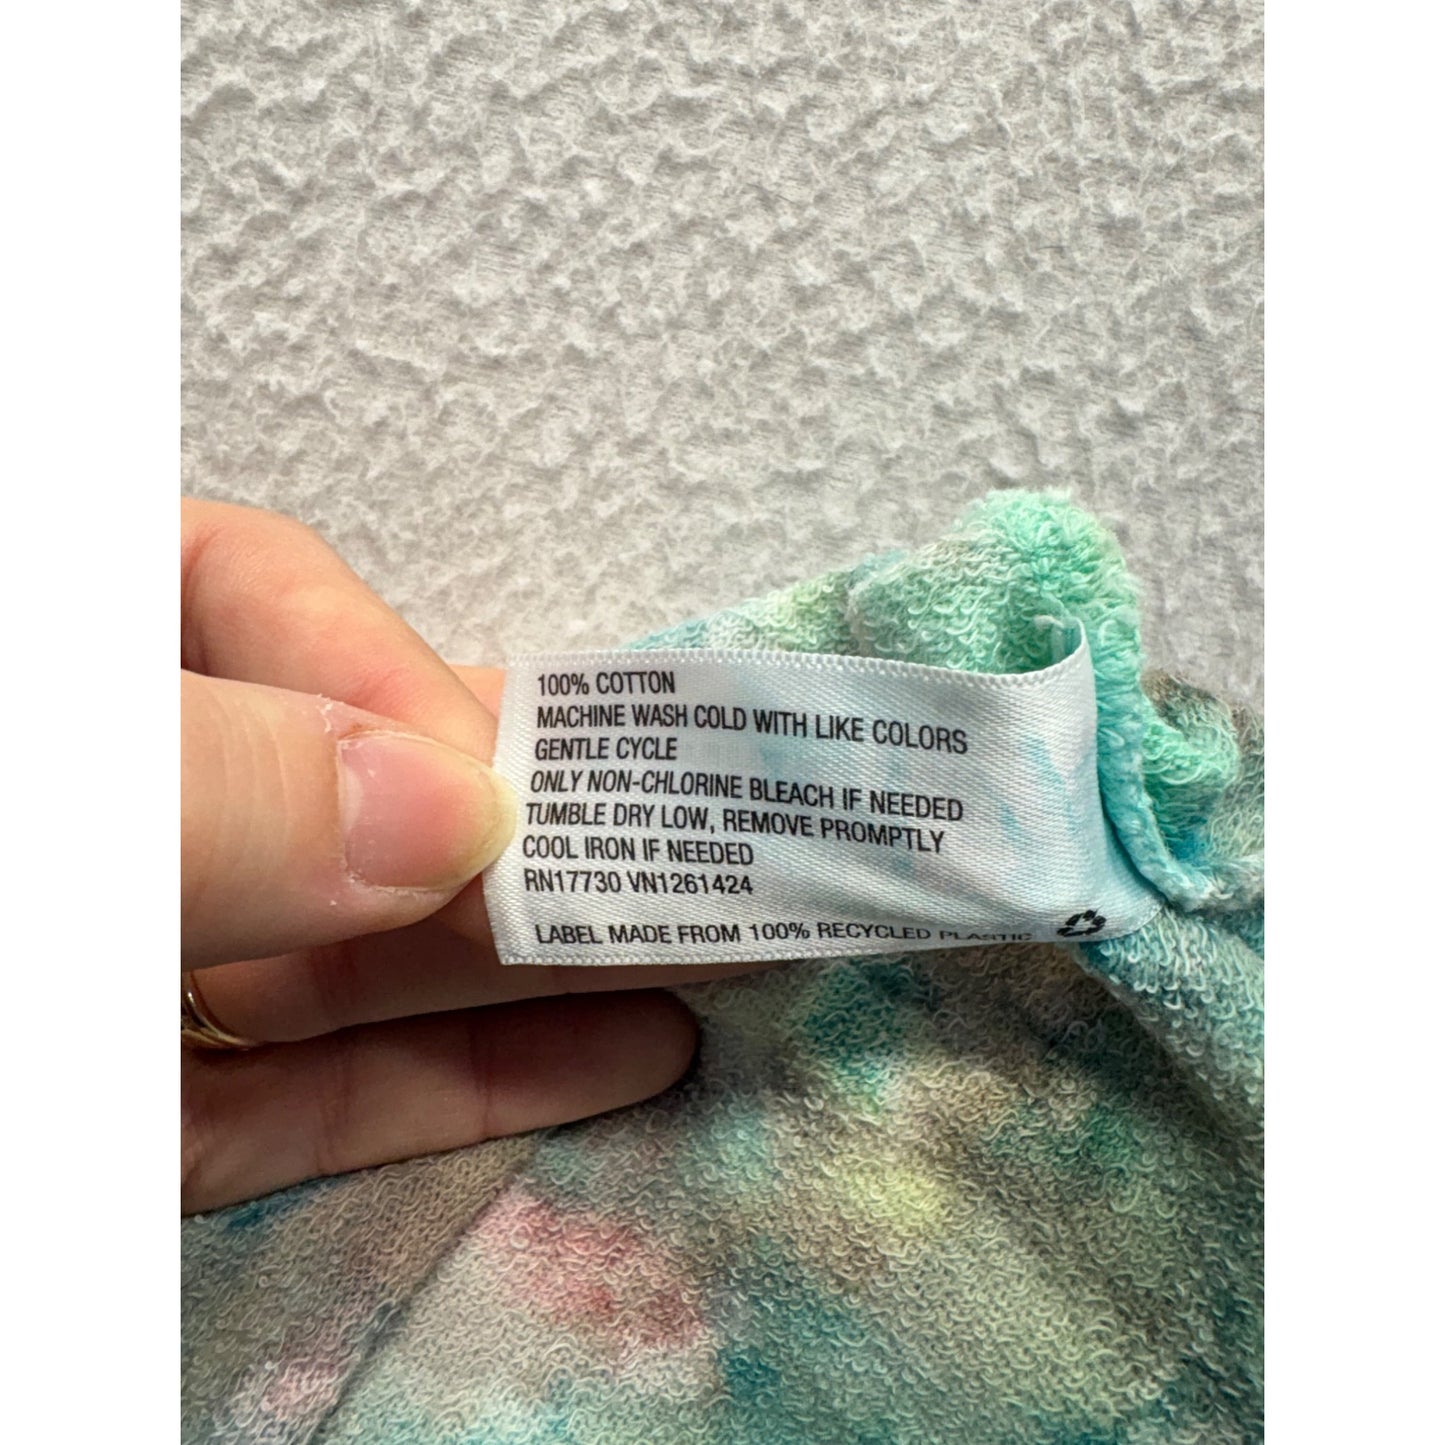 100% COTTON
MACHINE WASH COLD WITH LIKE COLORS
GENTLE CYCLE
ONLY NON-CHLORINE BLEACH IF NEEDED
TUMBLE DRY LOW, REMOVE PROMPTLY
COOL IRON IF NEEDED
RN17730 VN1261424
LABEL MADE FROM 100% RECYCLED PLASTIC